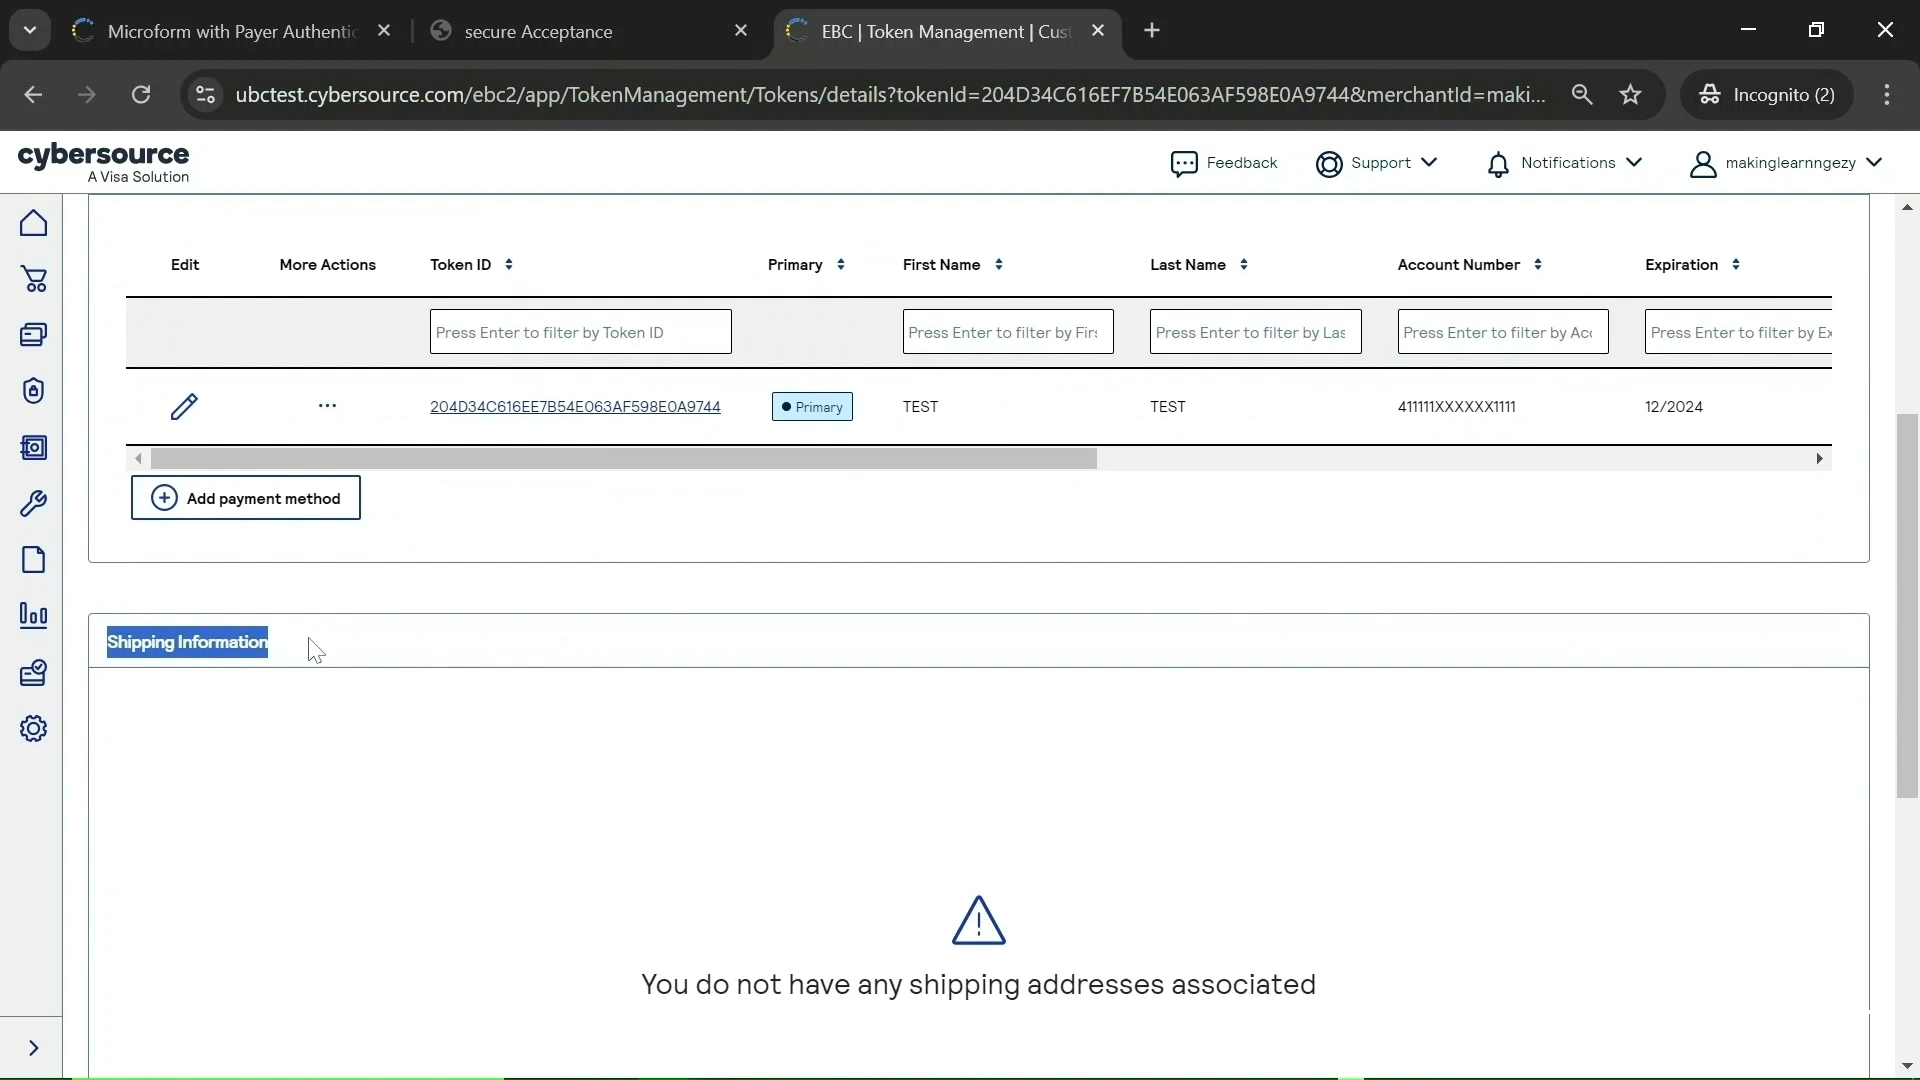 Microform with Payer Authentic
secure Acceptance
EBC | Token Management | Cust
ubctest.cybersource.com/ebc2/app/TokenManagement/Tokens/details?tokenId=204D34C616EF7B54E063AF598E0A9744&merchantId=maki...
Incognito (2)
cybersource
A Visa Solution
Feedback
Support
Notifications
makinglearnngezy
Edit
More Actions
Token ID
Primary
First Name
Last Name
Account Number
Expiration
Press Enter to filter by Token ID
Press Enter to filter by Firs
Press Enter to filter by Las
Press Enter to filter by Acc
Press Enter to filter by Ex
204D34C616EE7B54E063AF598E0A9744
Primary
TEST
TEST
411111XXXXXX1111
12/2024
Add payment method
Shipping Information
You do not have any shipping addresses associated